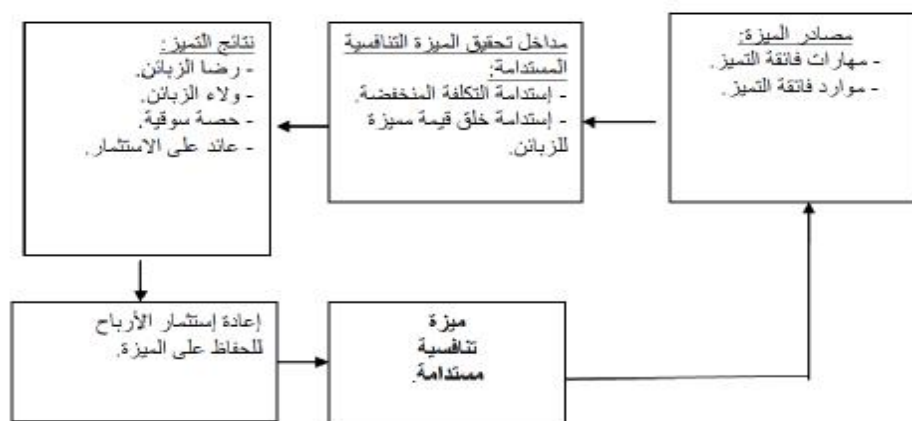 مصادر الميزة:
- مهارات فائقة التميز.
- موارد فائقة التميز.
مداخل تحقيق الميزة التنافسية
المستدامة:
- إستدامة التكلفة المنخفضة.
- إستدامة خلق قيمة مميزة
للزبائن.
نتائج التميز:
- رضا الزبائن.
- ولاء الزبائن.
- حصة سوقية.
- عائد على الاستثمار.
إعادة إستثمار الأرباح
للحفاظ على الميزة.
ميزة
تنافسية
مستدامة.